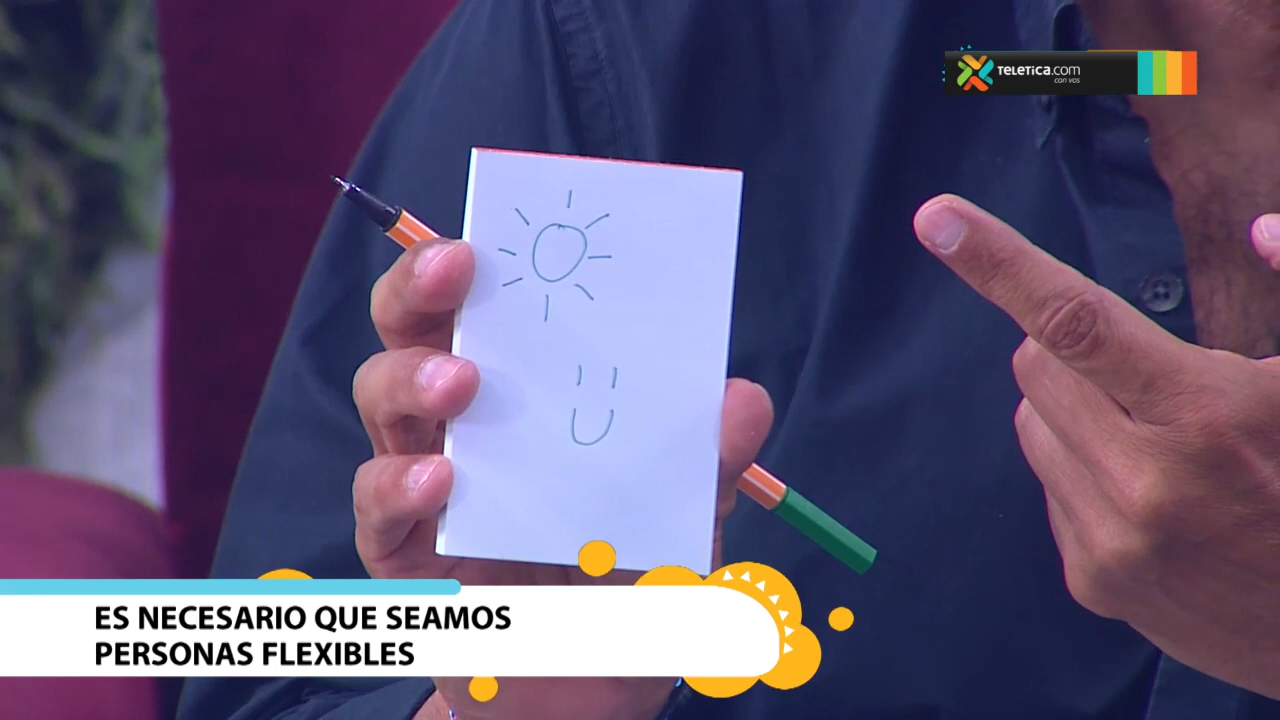 TELETICA.com
con vos
ES NECESARIO QUE SEAMOS
PERSONAS FLEXIBLES